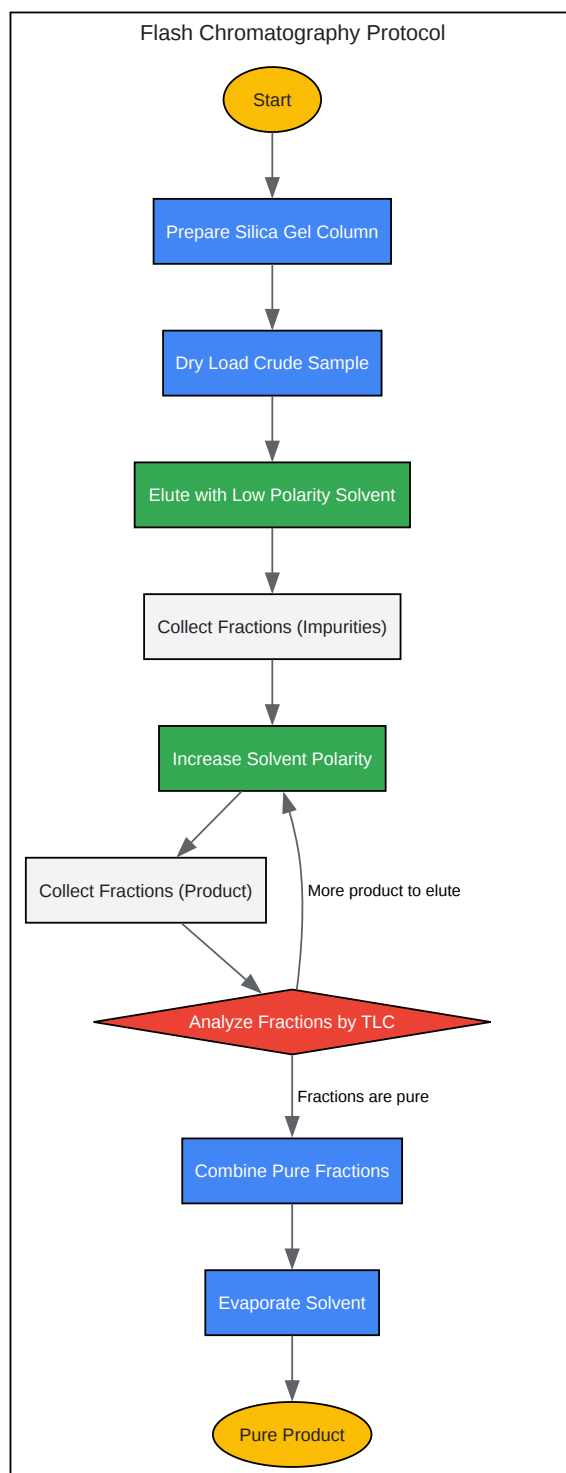 Flash Chromatography Protocol
Start
Prepare Silica Gel Column
Dry Load Crude Sample
Elute with Low Polarity Solvent
Collect Fractions (Impurities)
Increase Solvent Polarity
Collect Fractions (Product)
More product to elute
Analyze Fractions by TLC
Fractions are pure
Combine Pure Fractions
Evaporate Solvent
Pure Product